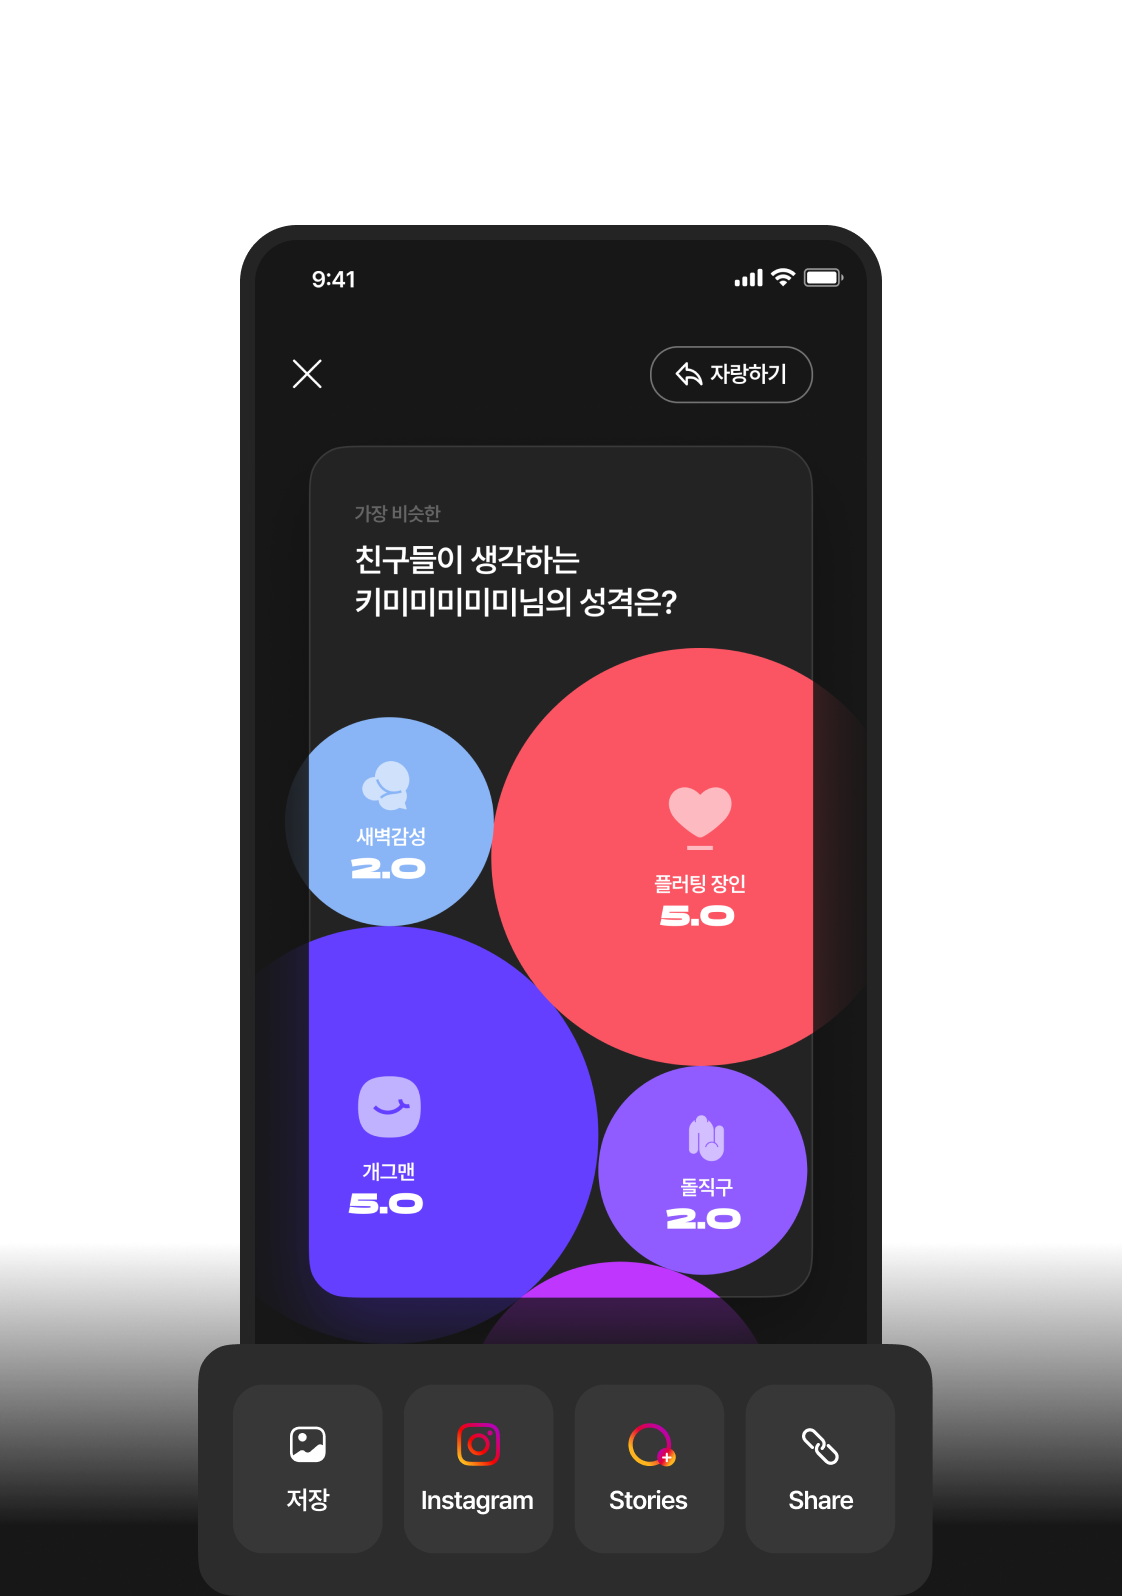 9:41
자랑하기
가장 비슷한
친구들이 생각하는
키미미미미미님의 성격은?
새벽감성
2.0
플러팅 장인
5.0
개그맨
5.0
돌직구
2.0
저장
Instagram
Stories
Share